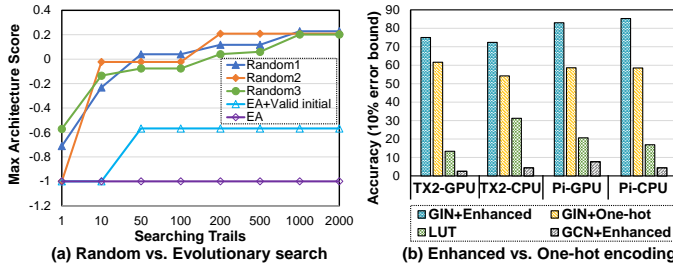 Max Architecture Score
0.4
0.2
0
-0.2
-0.4
-0.6
-0.8
-1
-1.2
Random1
Random2
Random3
EA+Valid initial
EA
1 10 50 100 200 500 1000 2000
Searching Trails
(a) Random vs. Evolutionary search
Accuracy (10% error bound)
90
80
70
60
50
40
30
20
10
0
TX2-GPU TX2-CPU Pi-GPU Pi-CPU
GIN+Enhanced GIN+One-hot
LUT GCN+Enhanced
(b) Enhanced vs. One-hot encoding